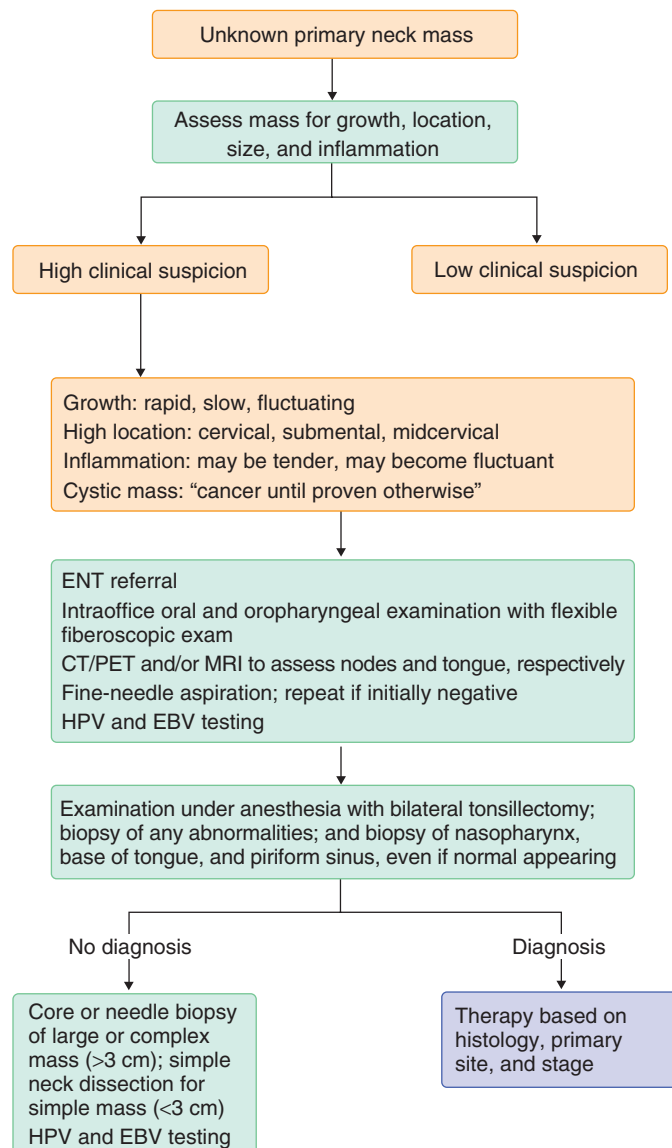 Unknown primary neck mass
Assess mass for growth, location,
size, and inflammation
High clinical suspicion
Low clinical suspicion
Growth: rapid, slow, fluctuating
High location: cervical, submental, midcervical
Inflammation: may be tender, may become fluctuant
Cystic mass: “cancer until proven otherwise”
ENT referral
Intraoffice oral and oropharyngeal examination with flexible
fiberoscopic exam
CT/PET and/or MRI to assess nodes and tongue, respectively
Fine-needle aspiration; repeat if initially negative
HPV and EBV testing
Examination under anesthesia with bilateral tonsillectomy;
biopsy of any abnormalities; and biopsy of nasopharynx,
base of tongue, and piriform sinus, even if normal appearing
No diagnosis
Diagnosis
Core or needle biopsy
of large or complex
mass (>3 cm); simple
neck dissection for
simple mass (<3 cm)
HPV and EBV testing
Therapy based on
histology, primary
site, and stage